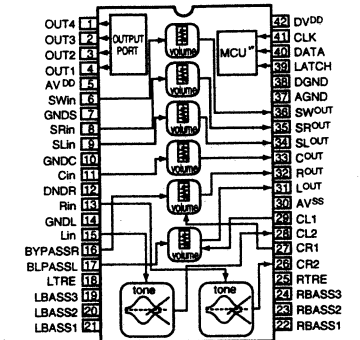 OUT4 1
OUT3 2
OUT2 3
OUT1 4
AVDD 5
SWin 6
GNDS 7
SRin 8
SLin 9
GNDC 10
Cin 11
DNDR 12
Rin 13
GNDL 14
Lin 15
BYPASSR 16
BLPASSL 17
LTRE 18
LBASS3 19
LBASS2 20
LBASS1 21
OUTPUT
PORT
MCU
volume
volume
volume
volume
volume
volume
tone
tone
42 DVDD
41 CLK
40 DATA
39 LATCH
38 DGND
37 AGND
36 SWOUT
35 SROUT
34 SLOUT
33 COUT
32 ROUT
31 LOUT
30 AVSS
29 CL1
28 CL2
27 CR1
26 CR2
25 RTRE
24 RBASS3
23 RBASS2
22 RBASS1